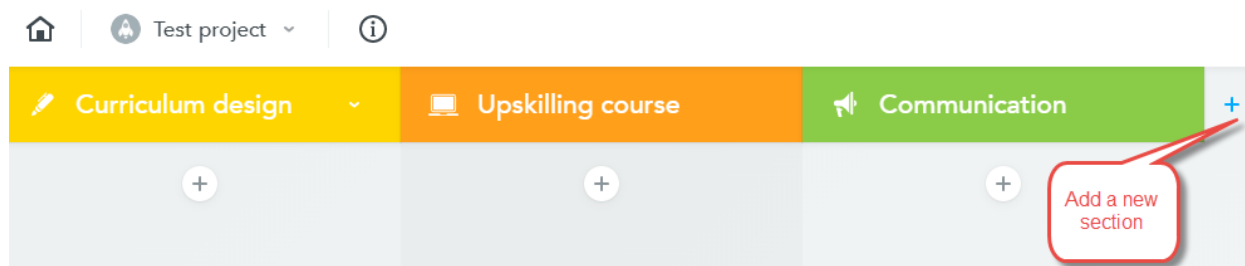 Test project
Curriculum design
Upskilling course
Communication
Add a new
section